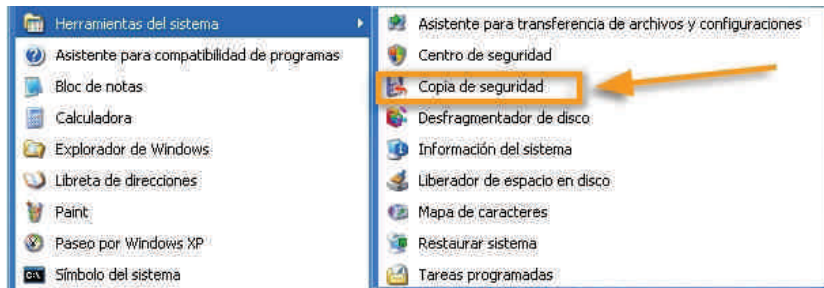 Herramientas del sistema
Asistente para compatibilidad de programas
Bloc de notas
Calculadora
Explorador de Windows
Libreta de direcciones
Paint
Paseo por Windows XP
Símbolo del sistema
Asistente para transferencia de archivos y configuraciones
Centro de seguridad
Copia de seguridad
Desfragmentador de disco
Información del sistema
Liberador de espacio en disco
Mapa de caracteres
Restaurar sistema
Tareas programadas